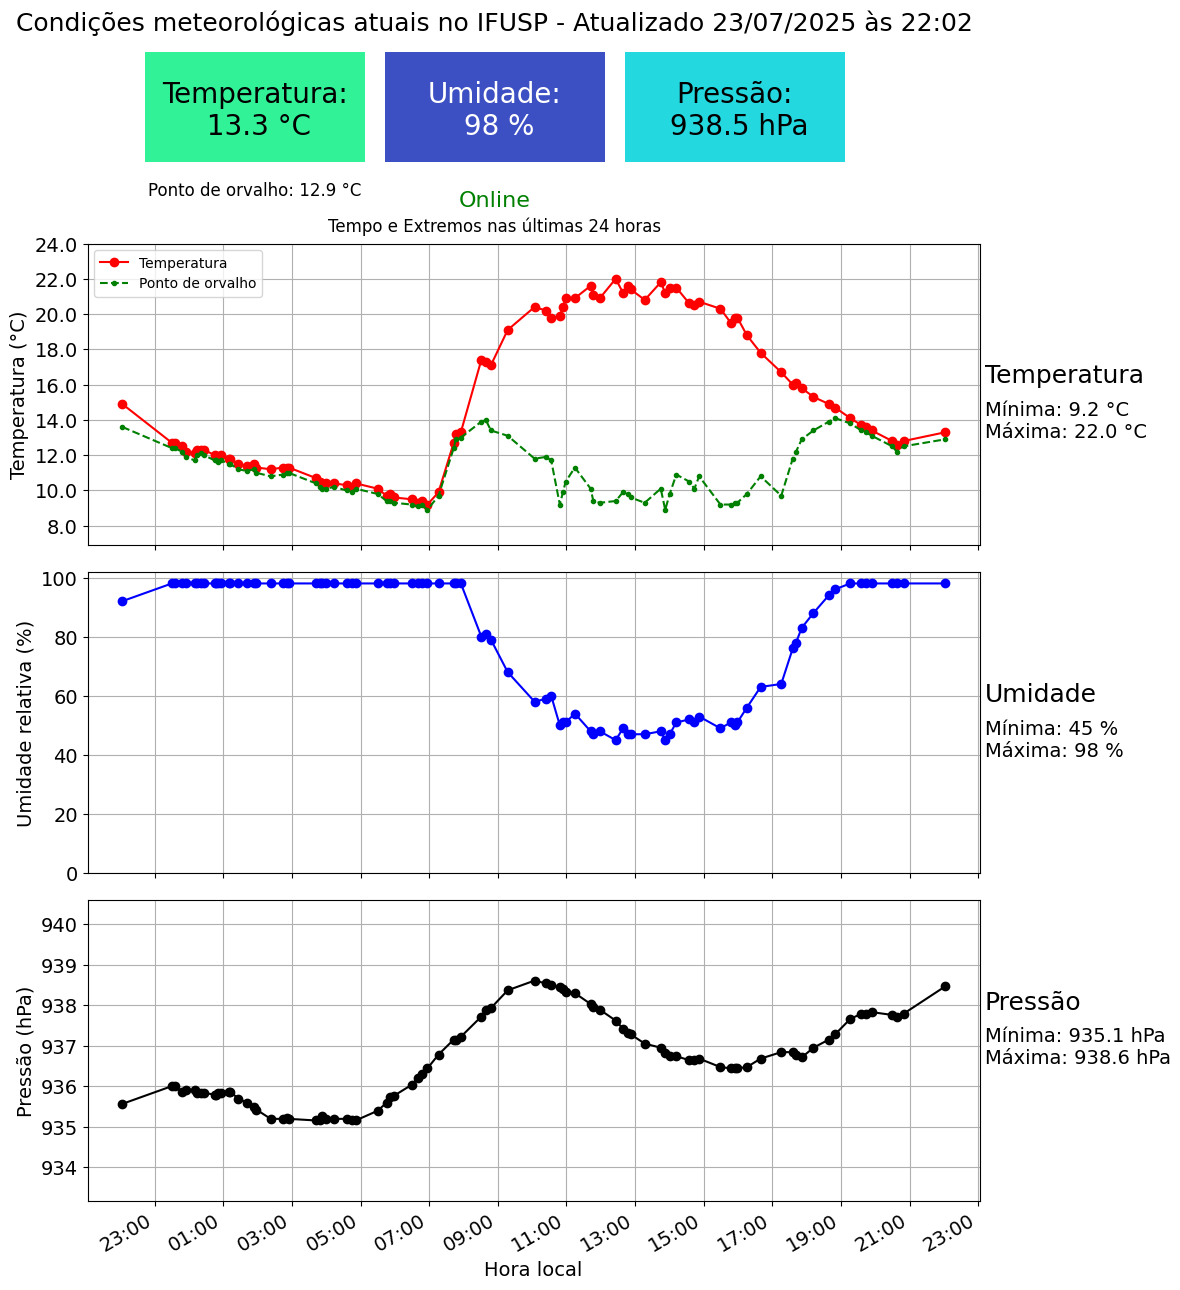 Condições meteorológicas atuais no IFUSP - Atualizado 23/07/2025 às 22:02
Temperatura:
13.3 °C
Umidade:
98 %
Pressão:
938.5 hPa
Ponto de orvalho: 12.9 °C
Online
Tempo e Extremos nas últimas 24 horas
Temperatura (°C)
24.0
22.0
20.0
18.0
16.0
14.0
12.0
10.0
8.0
Temperatura
Ponto de orvalho
Temperatura
Mínima: 9.2 °C
Máxima: 22.0 °C
Umidade relativa (%)
100
80
60
40
20
0
Umidade
Mínima: 45 %
Máxima: 98 %
Pressão (hPa)
940
939
938
937
936
935
934
Pressão
Mínima: 935.1 hPa
Máxima: 938.6 hPa
23:00
01:00
03:00
05:00
07:00
09:00
11:00
13:00
15:00
17:00
19:00
21:00
23:00
Hora local